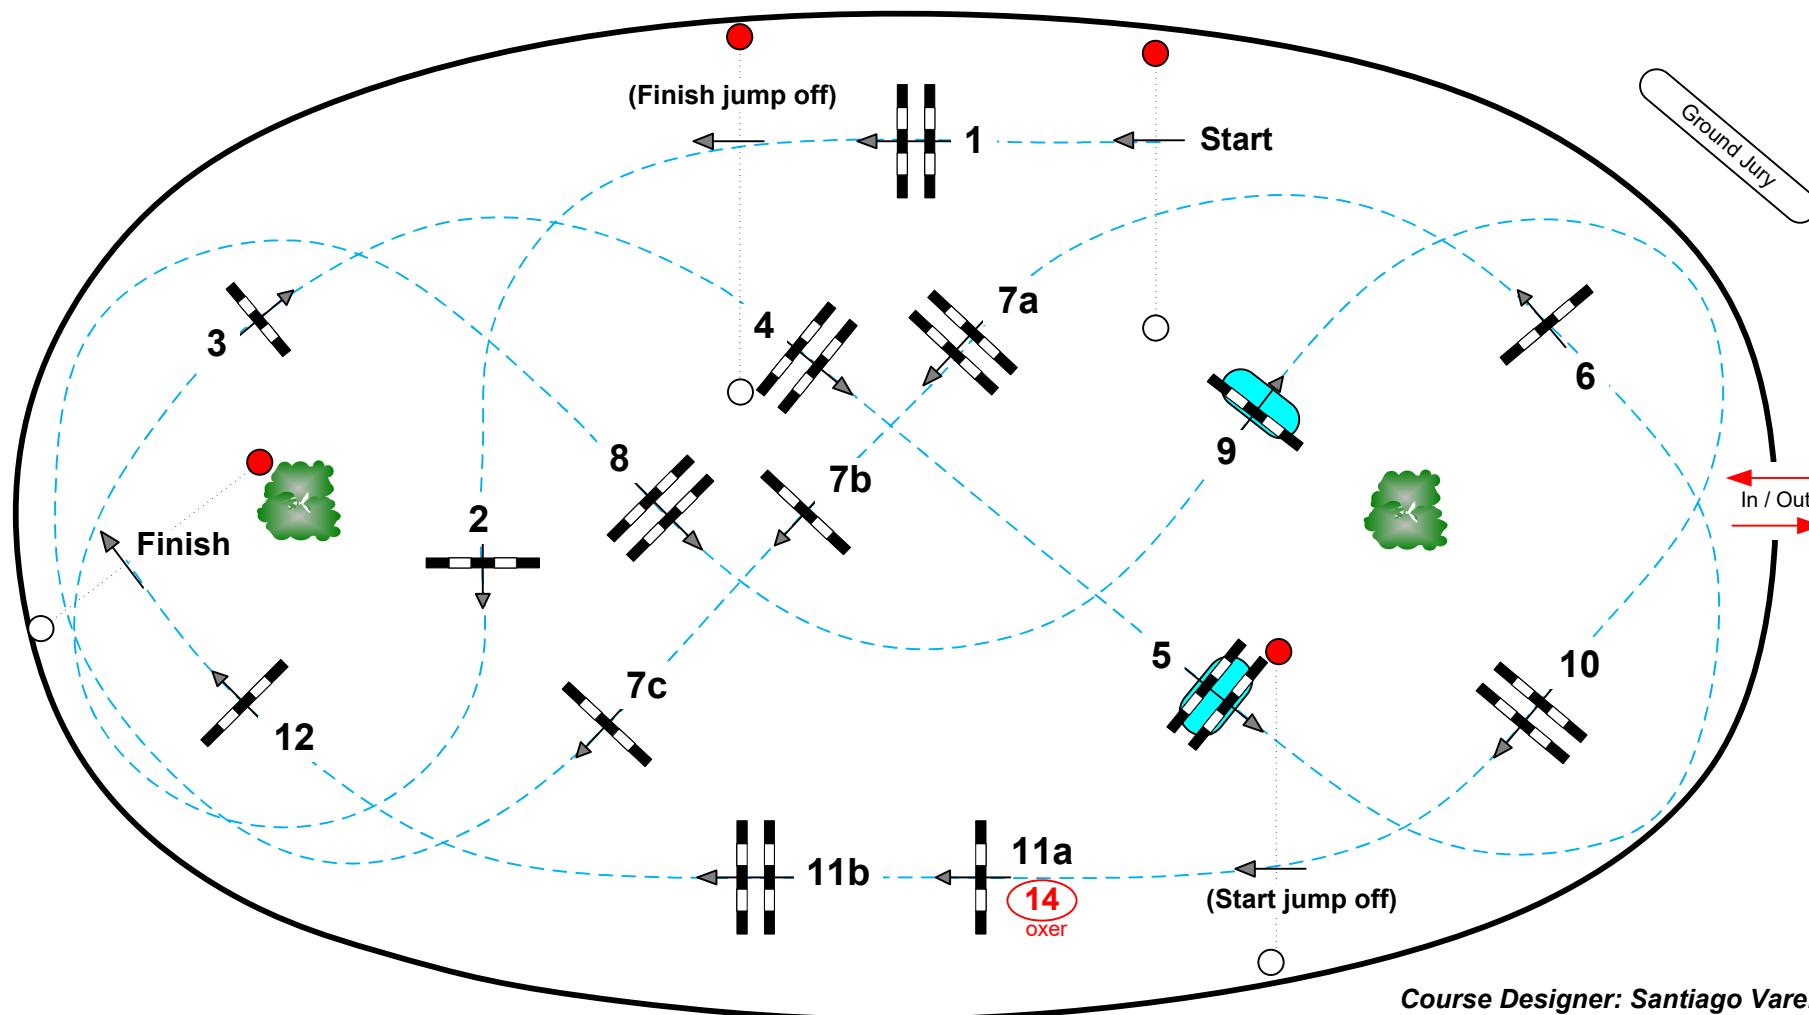 (Finish jump off)
1
Start
Ground Jury
3
4
7a
6
8
7b
9
In / Out
2
Finish
5
10
7c
12
11b
11a
14
oxer
(Start jump off)
Course Designer: Santiago